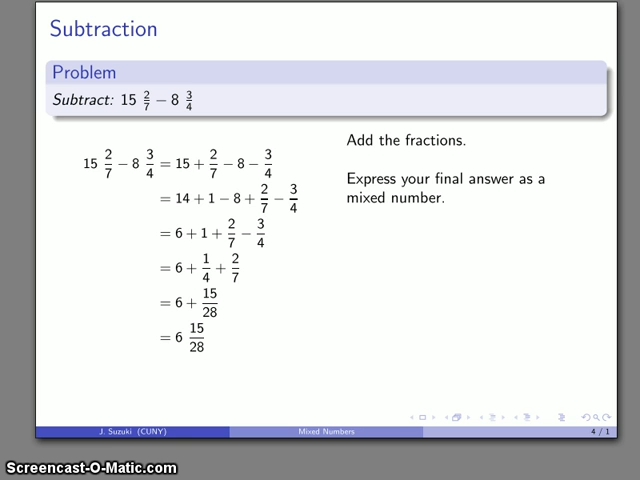 Subtraction
Problem
Subtract: 15 2/7 − 8 3/4
15 2/7 − 8 3/4 = 15 + 2/7 − 8 − 3/4
= 14 + 1 − 8 + 2/7 − 3/4
= 6 + 1 + 2/7 − 3/4
= 6 + 1/4 + 2/7
= 6 + 15/28
= 6 15/28
Add the fractions.
Express your final answer as a
mixed number.
J. Suzuki (CUNY)
Mixed Numbers
4 / 1
Screencast-O-Matic.com